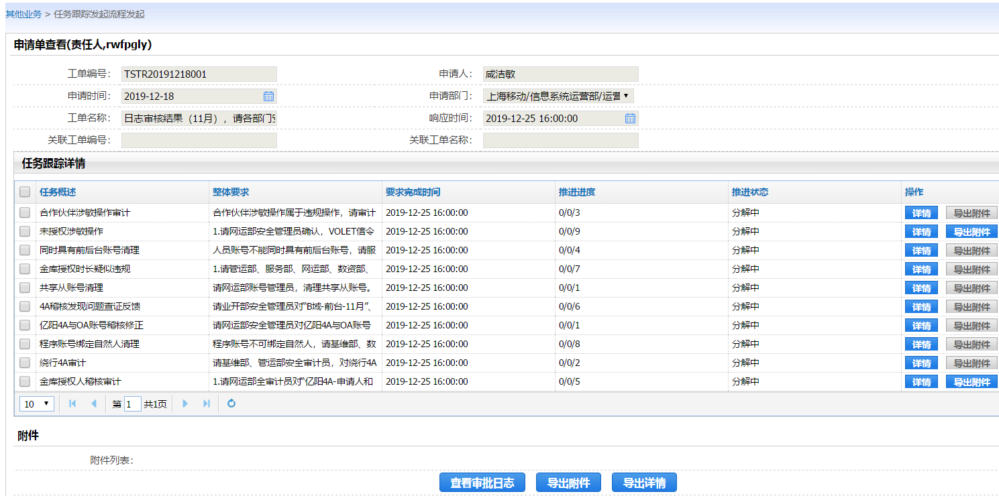 其他业务 > 任务跟踪发起流程发起
申请单查看(责任人,rwfpgly)
工单编号： TSTR20191218001 申请人： 咸洁敏
申请时间： 2019-12-18 申请部门： 上海移动/信息系统运营部/运营
工单名称： 日志审核结果（11月），请各部门 响应时间： 2019-12-25 16:00:00
关联工单编号： 关联工单名称：
任务跟踪详情
任务概述 整体要求 要求完成时间 推进进度 推进状态 操作
合作伙伴涉敏操作审计 合作伙伴涉敏操作属于违规操作，请审计 2019-12-25 16:00:00 0/0/3 分解中 详情 导出附件
未授权涉敏操作 1.请网运部安全管理员确认，VOLET信令 2019-12-25 16:00:00 0/0/9 分解中 详情 导出附件
同时具有前后台账号清理 人员账号不能同时具有前后台账号，请服 2019-12-25 16:00:00 0/0/4 分解中 详情 导出附件
金库授权时长疑似违规 1.请管运部、服务部、网运部、数资部、 2019-12-25 16:00:00 0/0/7 分解中 详情 导出附件
共享从账号清理 请网运部账号管理员，清理共享从账号。 2019-12-25 16:00:00 0/0/1 分解中 详情 导出附件
4A稽核发现问题查证反馈 请业开部安全管理员对“B域-前台-11月”、 2019-12-25 16:00:00 0/0/6 分解中 详情 导出附件
亿阳4A与OA账号稽核修正 请网运部安全管理员对亿阳4A与OA账号 2019-12-25 16:00:00 0/0/1 分解中 详情 导出附件
程序账号绑定自然人清理 程序账号不可绑定自然人，请基维部、数 2019-12-25 16:00:00 0/0/8 分解中 详情 导出附件
绕行4A审计 请基维部、管运部安全审计员，对绕行4A 2019-12-25 16:00:00 0/0/2 分解中 详情 导出附件
金库授权人稽核审计 1.请网运部全审计员对“亿阳4A-申请人和 2019-12-25 16:00:00 0/0/5 分解中 详情 导出附件
10 第 1 共1页
附件
附件列表：
查看审批日志 导出附件 导出详情